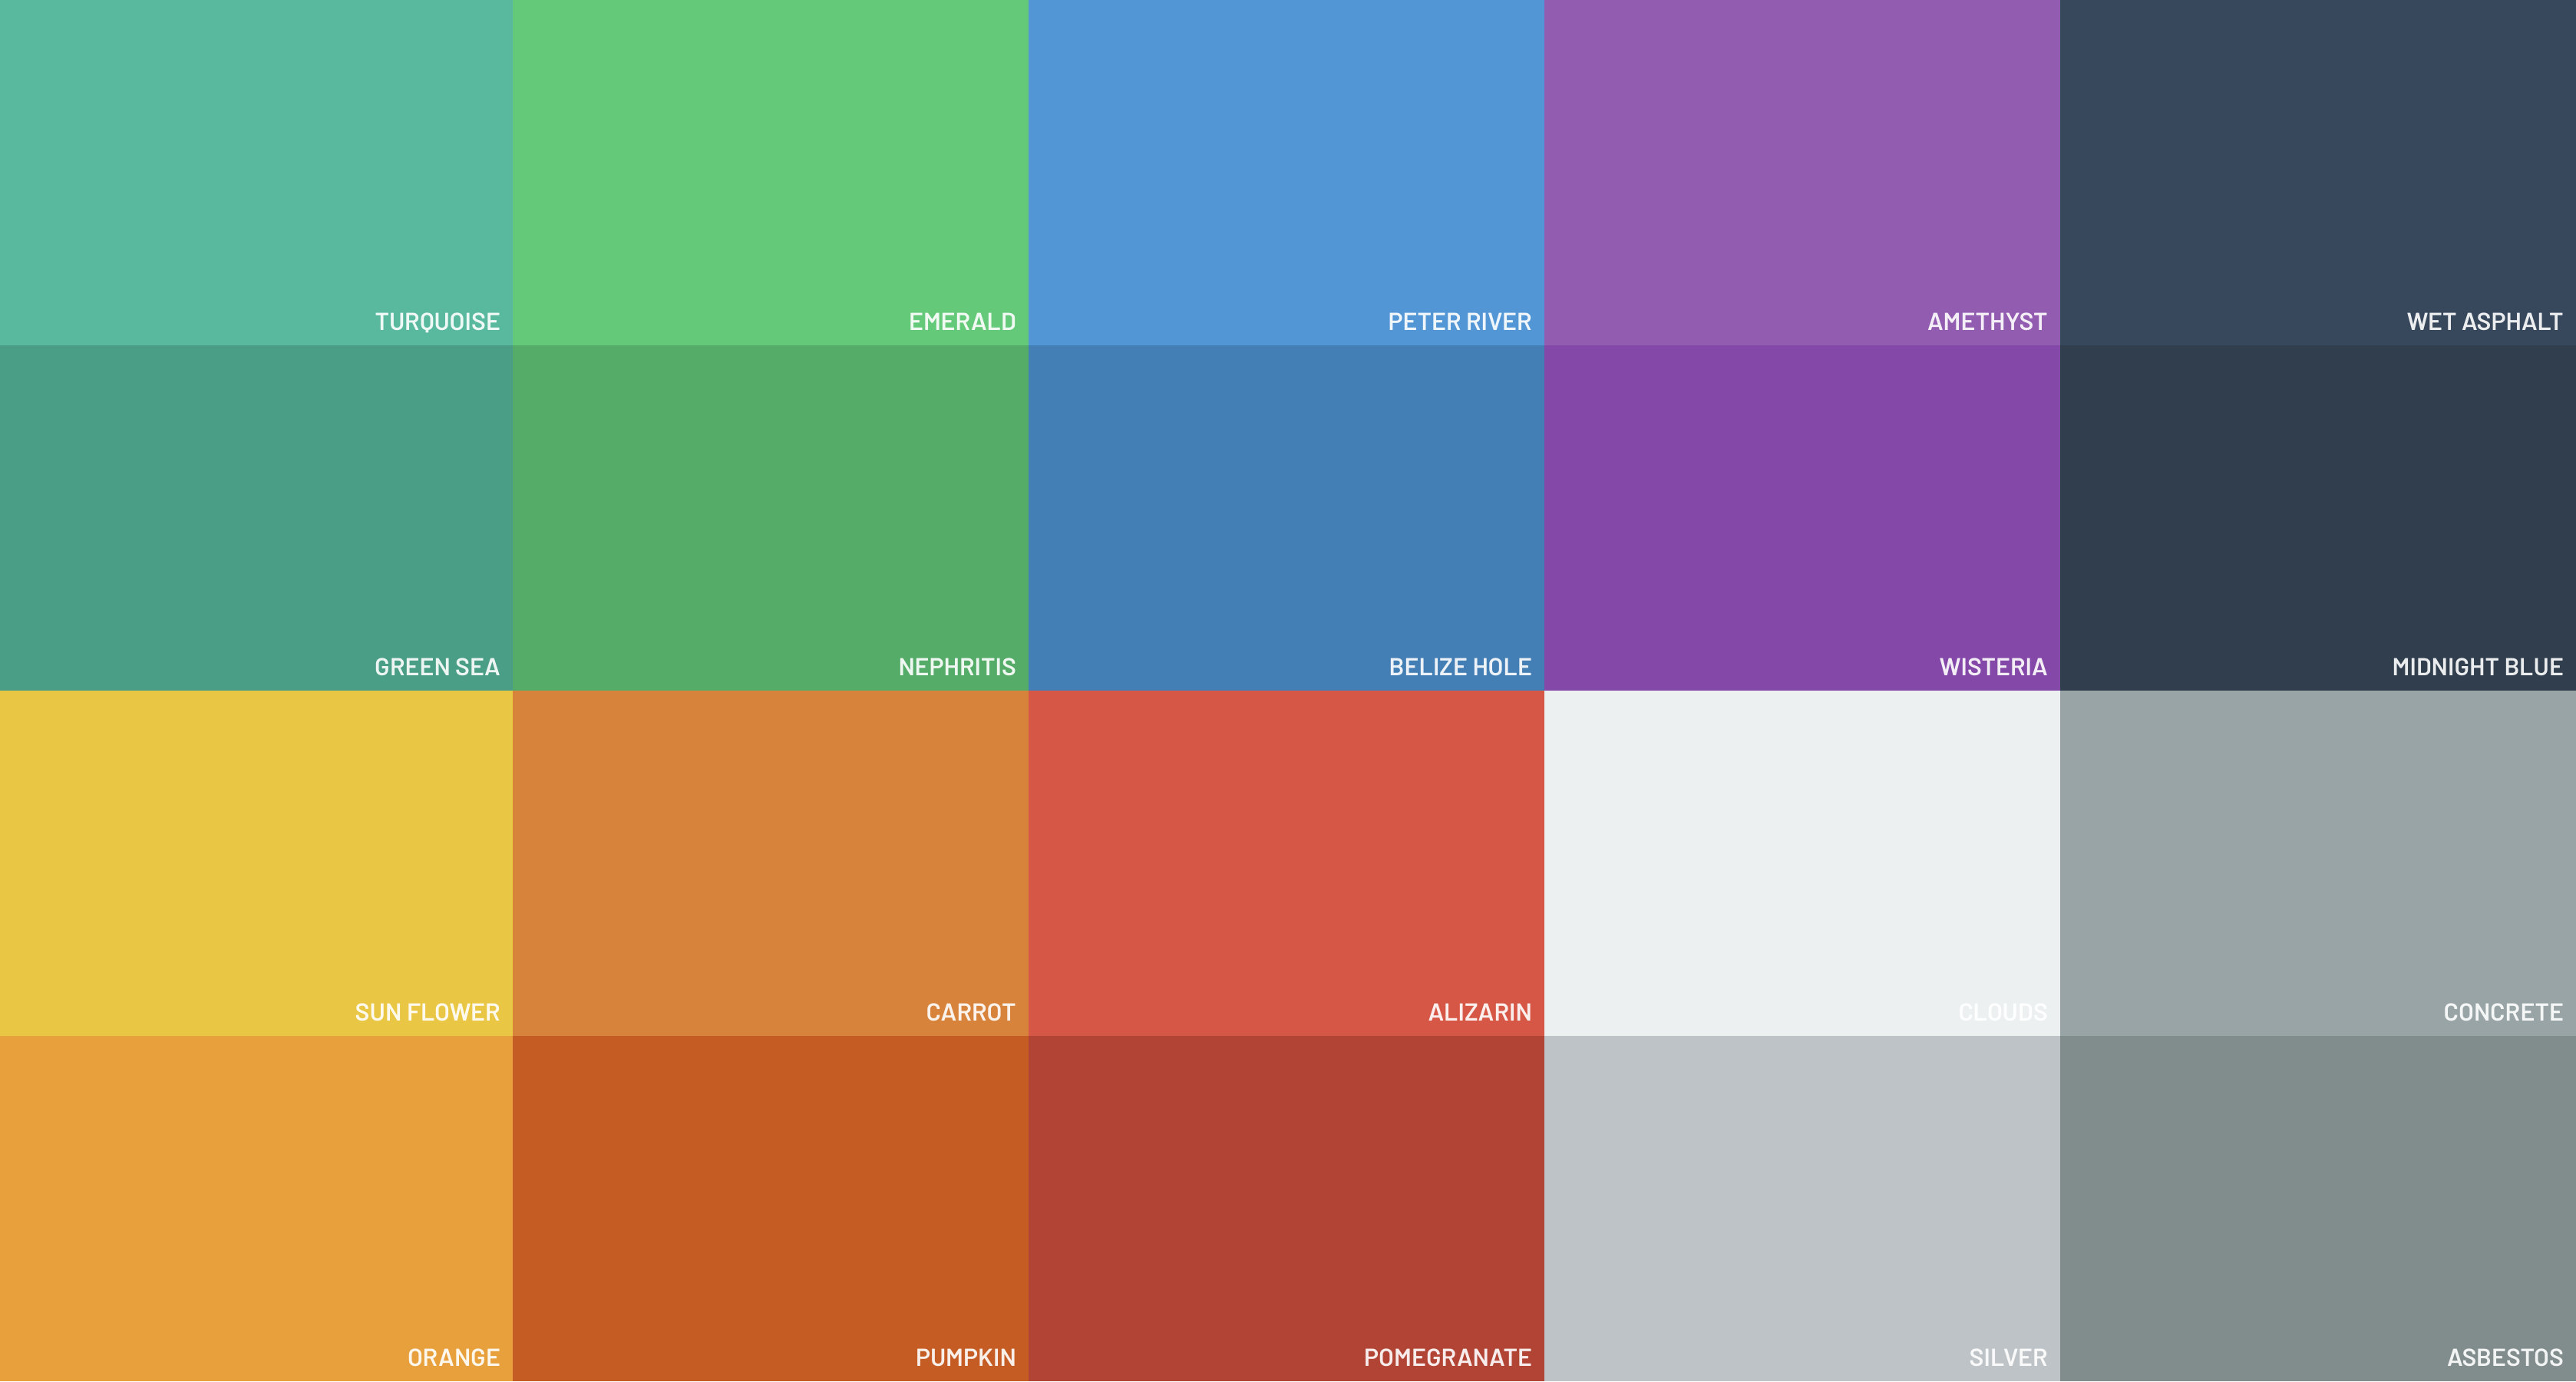 TURQUOISE
EMERALD
PETER RIVER
AMETHYST
WET ASPHALT
GREEN SEA
NEPHRITIS
BELIZE HOLE
WISTERIA
MIDNIGHT BLUE
SUN FLOWER
CARROT
ALIZARIN
CLOUDS
CONCRETE
ORANGE
PUMPKIN
POMEGRANATE
SILVER
ASBESTOS